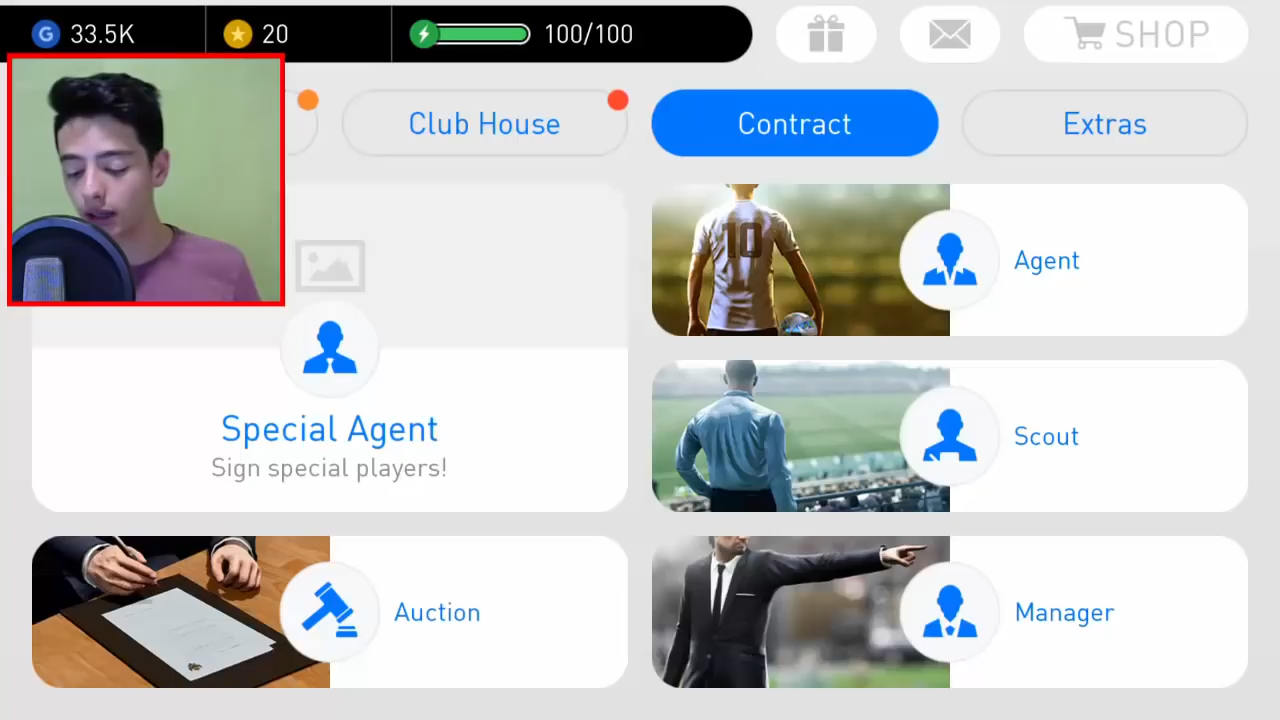 G 33.5K
20
100/100
SHOP
Club House
Contract
Extras
10
Agent
Special Agent
Sign special players!
Scout
Auction
Manager